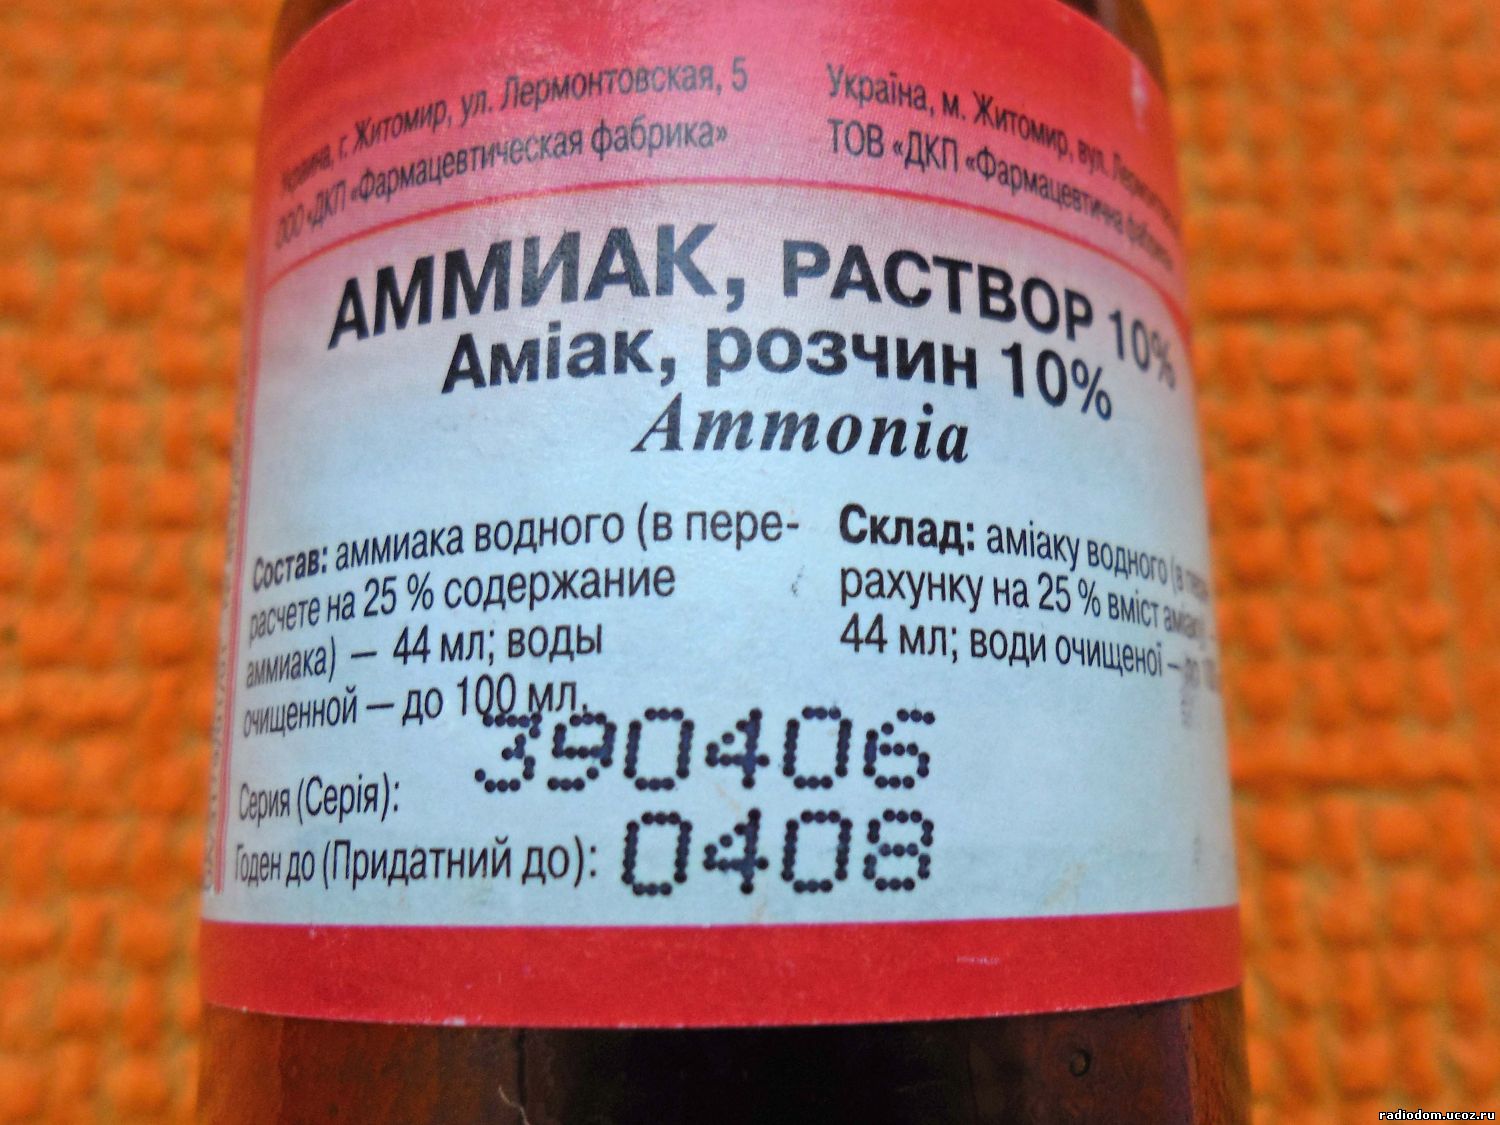 Украина, г. Житомир, ул. Лермонтовская, 5
ООО «ДКП «Фармацевтическая фабрика»
Україна, м. Житомир, вул.
ТОВ «ДКП «Фармацевтична фабрика»
АММИАК, РАСТВОР 10%
Аміак, розчин 10%
Ammonia
Состав: аммиака водного (в пере-
расчете на 25 % содержание
аммиака) — 44 мл; воды
очищенной — до 100 мл.
Склад: аміаку водного (в
рахунку на 25 % вміст аміаку)
44 мл; води очищеної – до
Серия (Серія): 390406
Годен до (Придатний до): 0408
radiodom.ucoz.ru